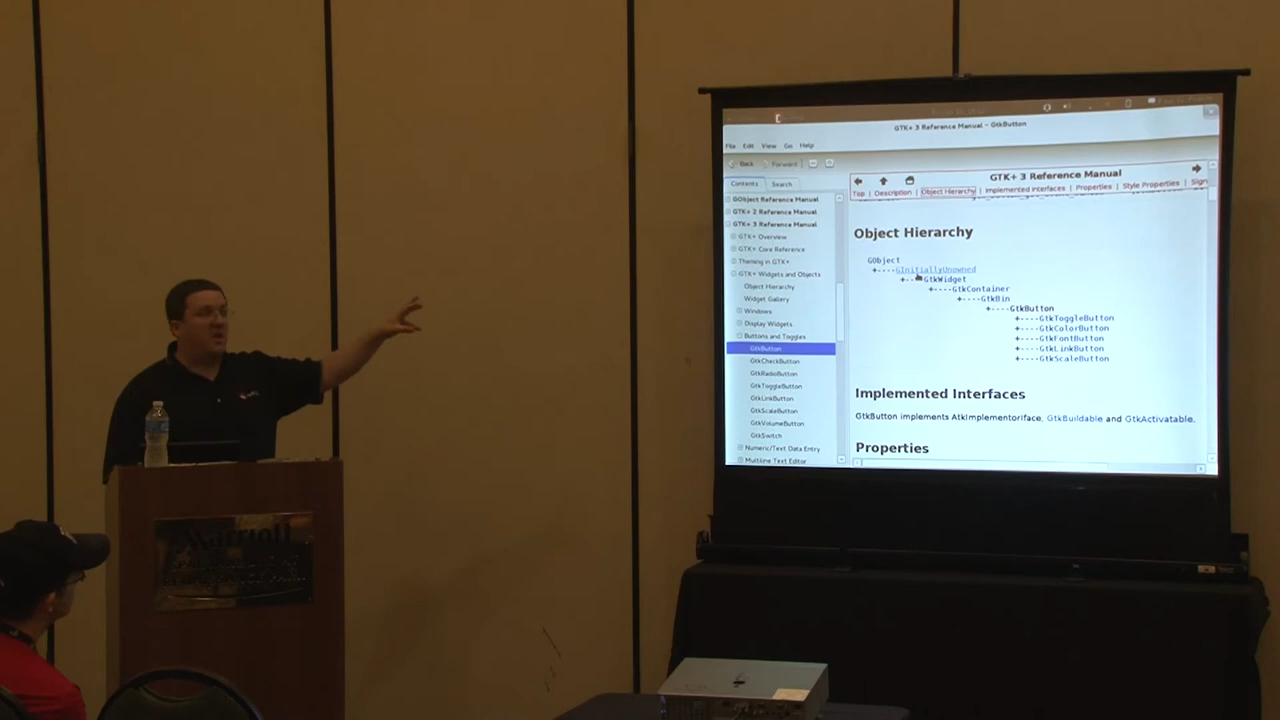 GTK+ 3 Reference Manual - GtkButton
File Edit View Go Help
Back Forward
Contents Search
GObject Reference Manual
GTK+ 2 Reference Manual
GTK+ 3 Reference Manual
GTK+ Overview
GTK+ Core Reference
Theming in GTK+
GTK+ Widgets and Objects
Object Hierarchy
Widget Gallery
Windows
Display Widgets
Buttons and Toggles
GtkButton
GtkCheckButton
GtkRadioButton
GtkToggleButton
GtkLinkButton
GtkScaleButton
GtkVolumeButton
GtkSwitch
Numeric/Text Data Entry
Multiline Text Editor
GTK+ 3 Reference Manual
Top | Description | Object Hierarchy | Implemented Interfaces | Properties | Style Properties | Sign
Object Hierarchy
GObject
+----GInitiallyUnowned
+----GtkWidget
+----GtkContainer
+----GtkBin
+----GtkButton
+----GtkToggleButton
+----GtkColorButton
+----GtkFontButton
+----GtkLinkButton
+----GtkScaleButton
Implemented Interfaces
GtkButton implements AtkImplementorIface, GtkBuildable and GtkActivatable.
Properties
Marriott